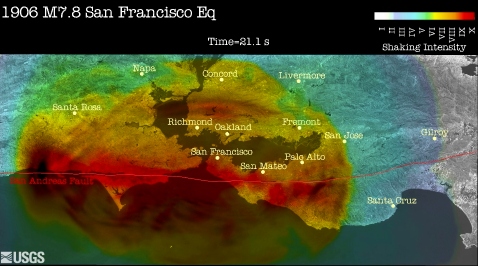 1906 M7.8 San Francisco Eq
Time=21.1 s
I II III IV V VI VII VIII IX X
Shaking Intensity
Napa
Concord
Livermore
Santa Rosa
Richmond
Oakland
Fremont
San Jose
Gilroy
San Francisco
Palo Alto
San Mateo
San Andreas Fault
Santa Cruz
USGS